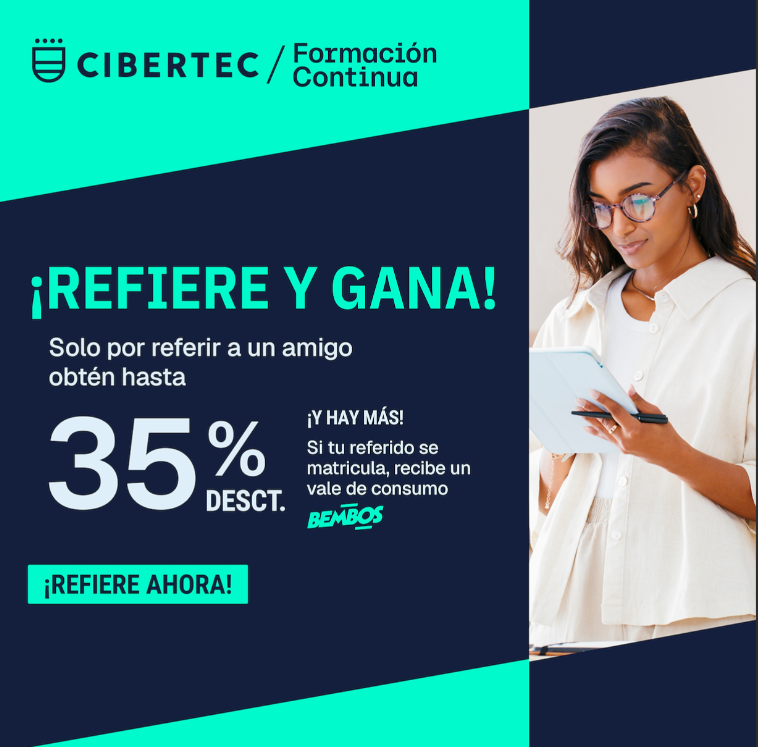 CIBERTEC / Formación
Continua
¡REFIERE Y GANA!
Solo por referir a un amigo
obtén hasta
35%
DESCT.
¡Y HAY MÁS!
Si tu referido se
matricula, recibe un
vale de consumo
BEMBOS
¡REFIERE AHORA!